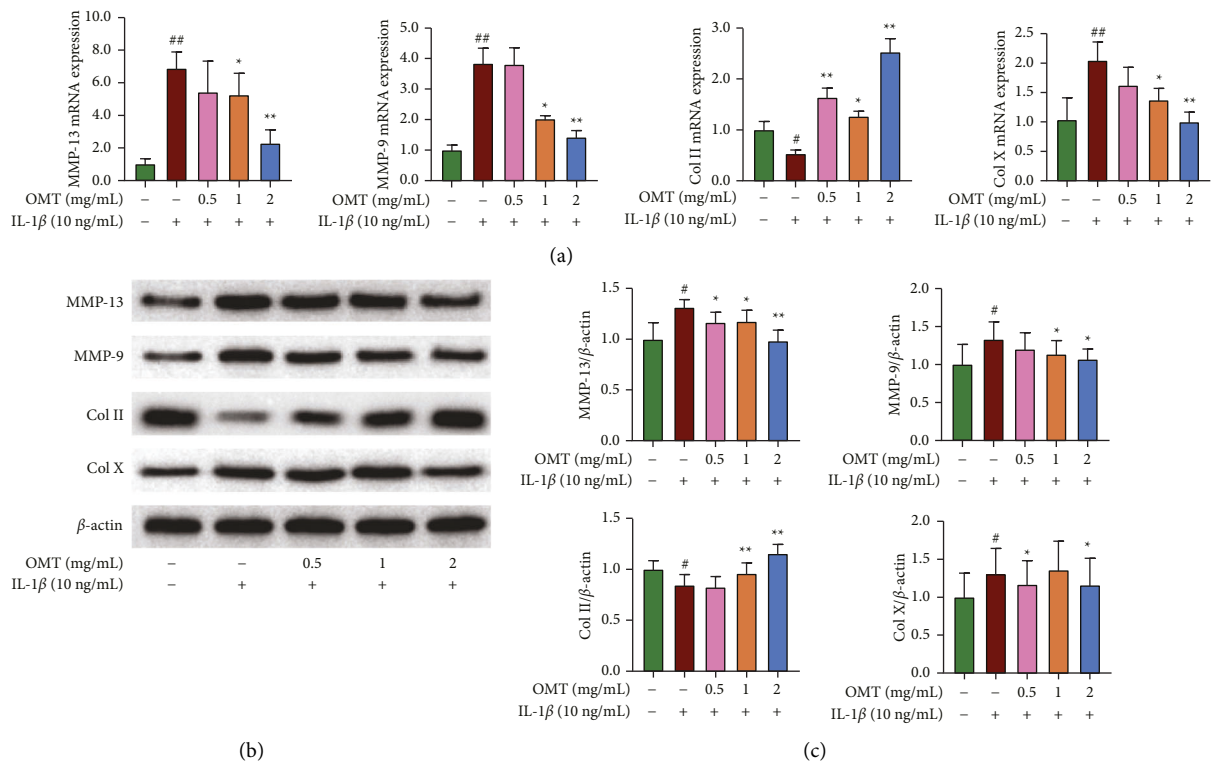 MMP-13 mRNA expression
8.0
6.0
4.0
2.0
0.0
10.0
##
*
**
OMT (mg/mL) – – 0.5 1 2
IL-1β (10 ng/mL) – + + + +
MMP-9 mRNA expression
5.0
4.0
3.0
2.0
1.0
0.0
##
*
**
OMT (mg/mL) – – 0.5 1 2
IL-1β (10 ng/mL) – + + + +
Col II mRNA expression
3.0
2.0
1.0
0.0
#
**
*
**
OMT (mg/mL) – – 0.5 1 2
IL-1β (10 ng/mL) – + + + +
Col X mRNA expression
2.5
2.0
1.5
1.0
0.5
0.0
##
*
**
OMT (mg/mL) – – 0.5 1 2
IL-1β (10 ng/mL) – + + + +
(a)
MMP-13
MMP-9
Col II
Col X
β-actin
OMT (mg/mL) – – 0.5 1 2
IL-1β (10 ng/mL) – + + + +
(b)
MMP-13/β-actin
1.5
1.0
0.5
0.0
#
*
*
**
OMT (mg/mL) – – 0.5 1 2
IL-1β (10 ng/mL) – + + + +
MMP-9/β-actin
2.0
1.5
1.0
0.5
0.0
#
*
*
OMT (mg/mL) – – 0.5 1 2
IL-1β (10 ng/mL) – + + + +
Col II/β-actin
1.5
1.0
0.5
0.0
#
**
**
OMT (mg/mL) – – 0.5 1 2
IL-1β (10 ng/mL) – + + + +
Col X/β-actin
2.0
1.5
1.0
0.5
0.0
#
*
*
OMT (mg/mL) – – 0.5 1 2
IL-1β (10 ng/mL) – + + + +
(c)